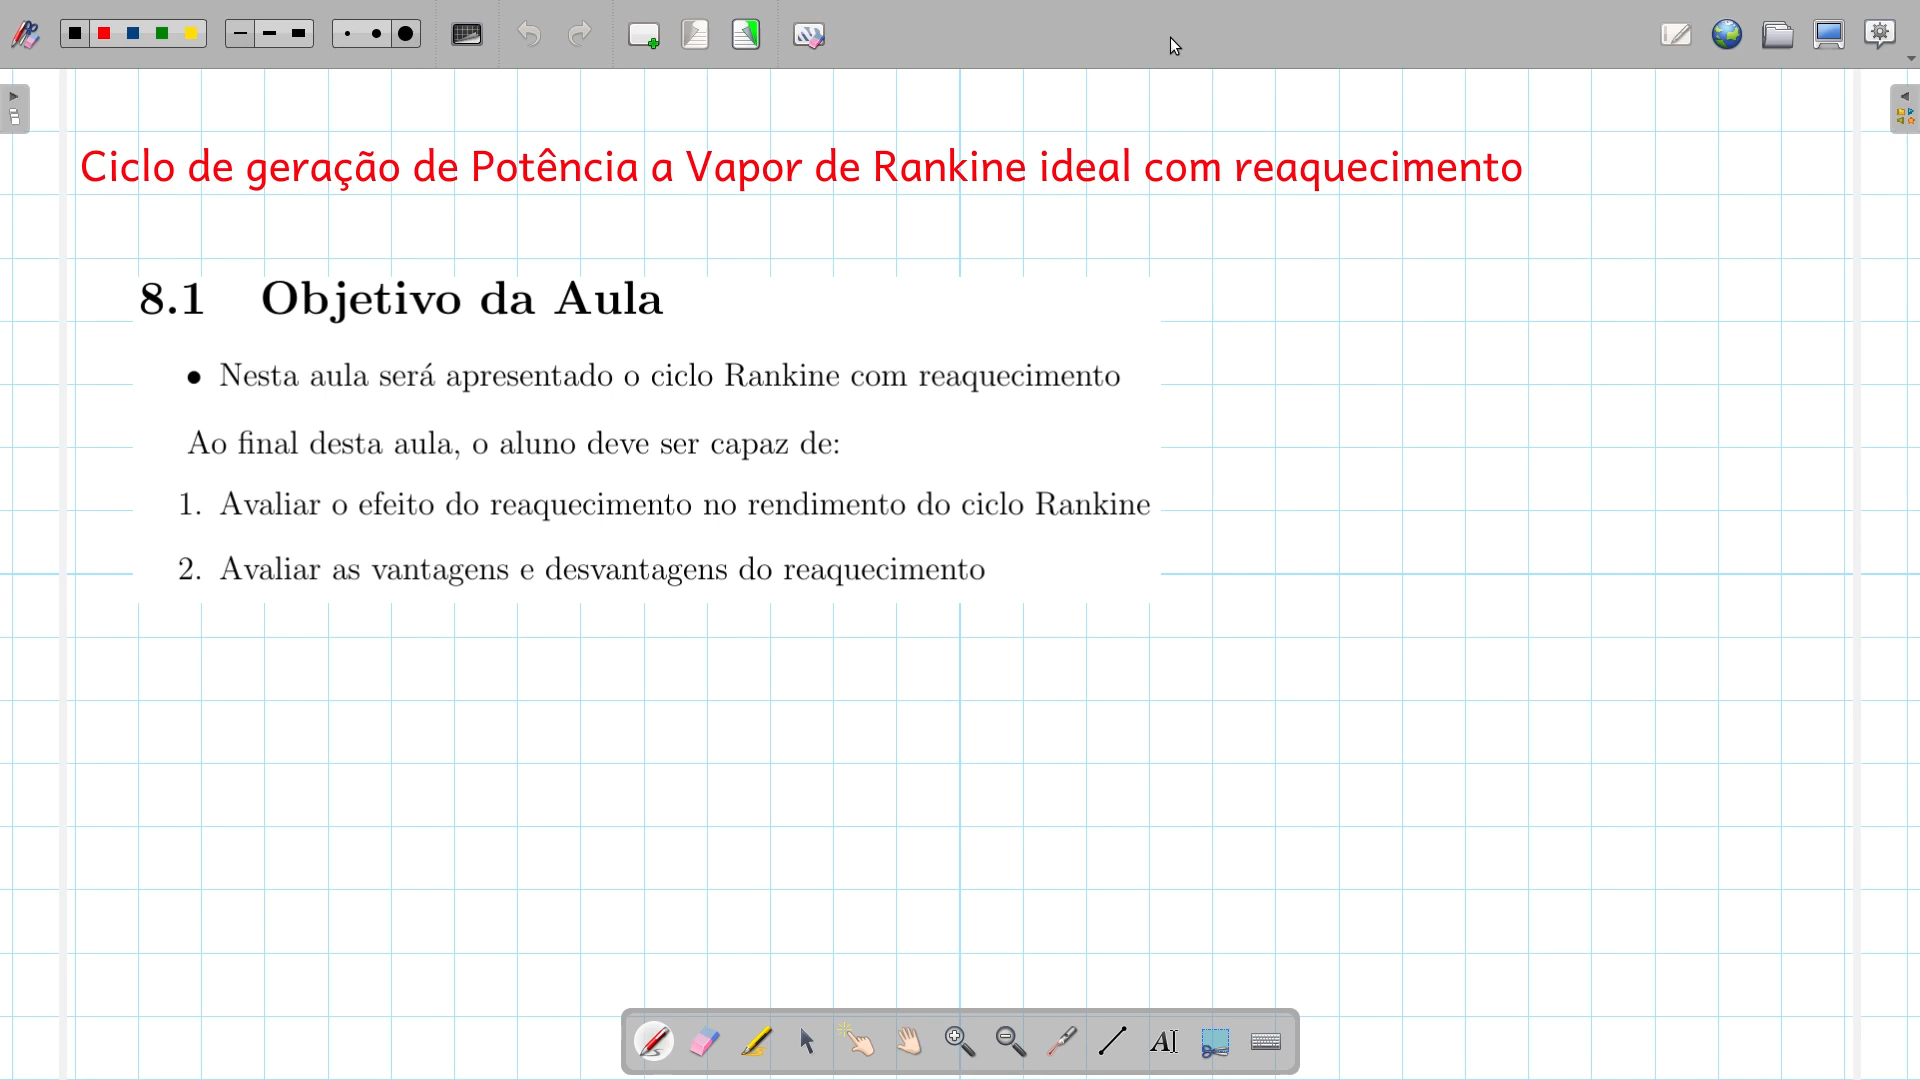 Ciclo de geração de Potência a Vapor de Rankine ideal com reaquecimento
8.1 Objetivo da Aula
• Nesta aula será apresentado o ciclo Rankine com reaquecimento
Ao final desta aula, o aluno deve ser capaz de:
1. Avaliar o efeito do reaquecimento no rendimento do ciclo Rankine
2. Avaliar as vantagens e desvantagens do reaquecimento